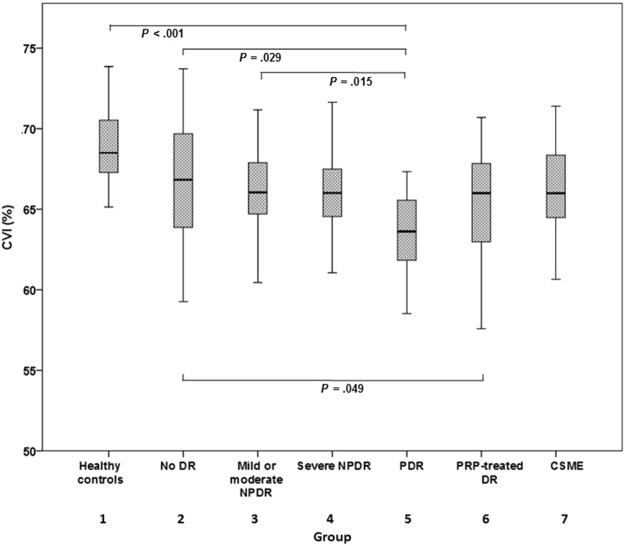 P < .001
75
P = .029
P = .015
70
CVI (%)
65
60
55
P = .049
50
Healthy controls
No DR
Mild or moderate NPDR
Severe NPDR
PDR
PRP-treated DR
CSME
1 2 3 4 5 6 7
Group